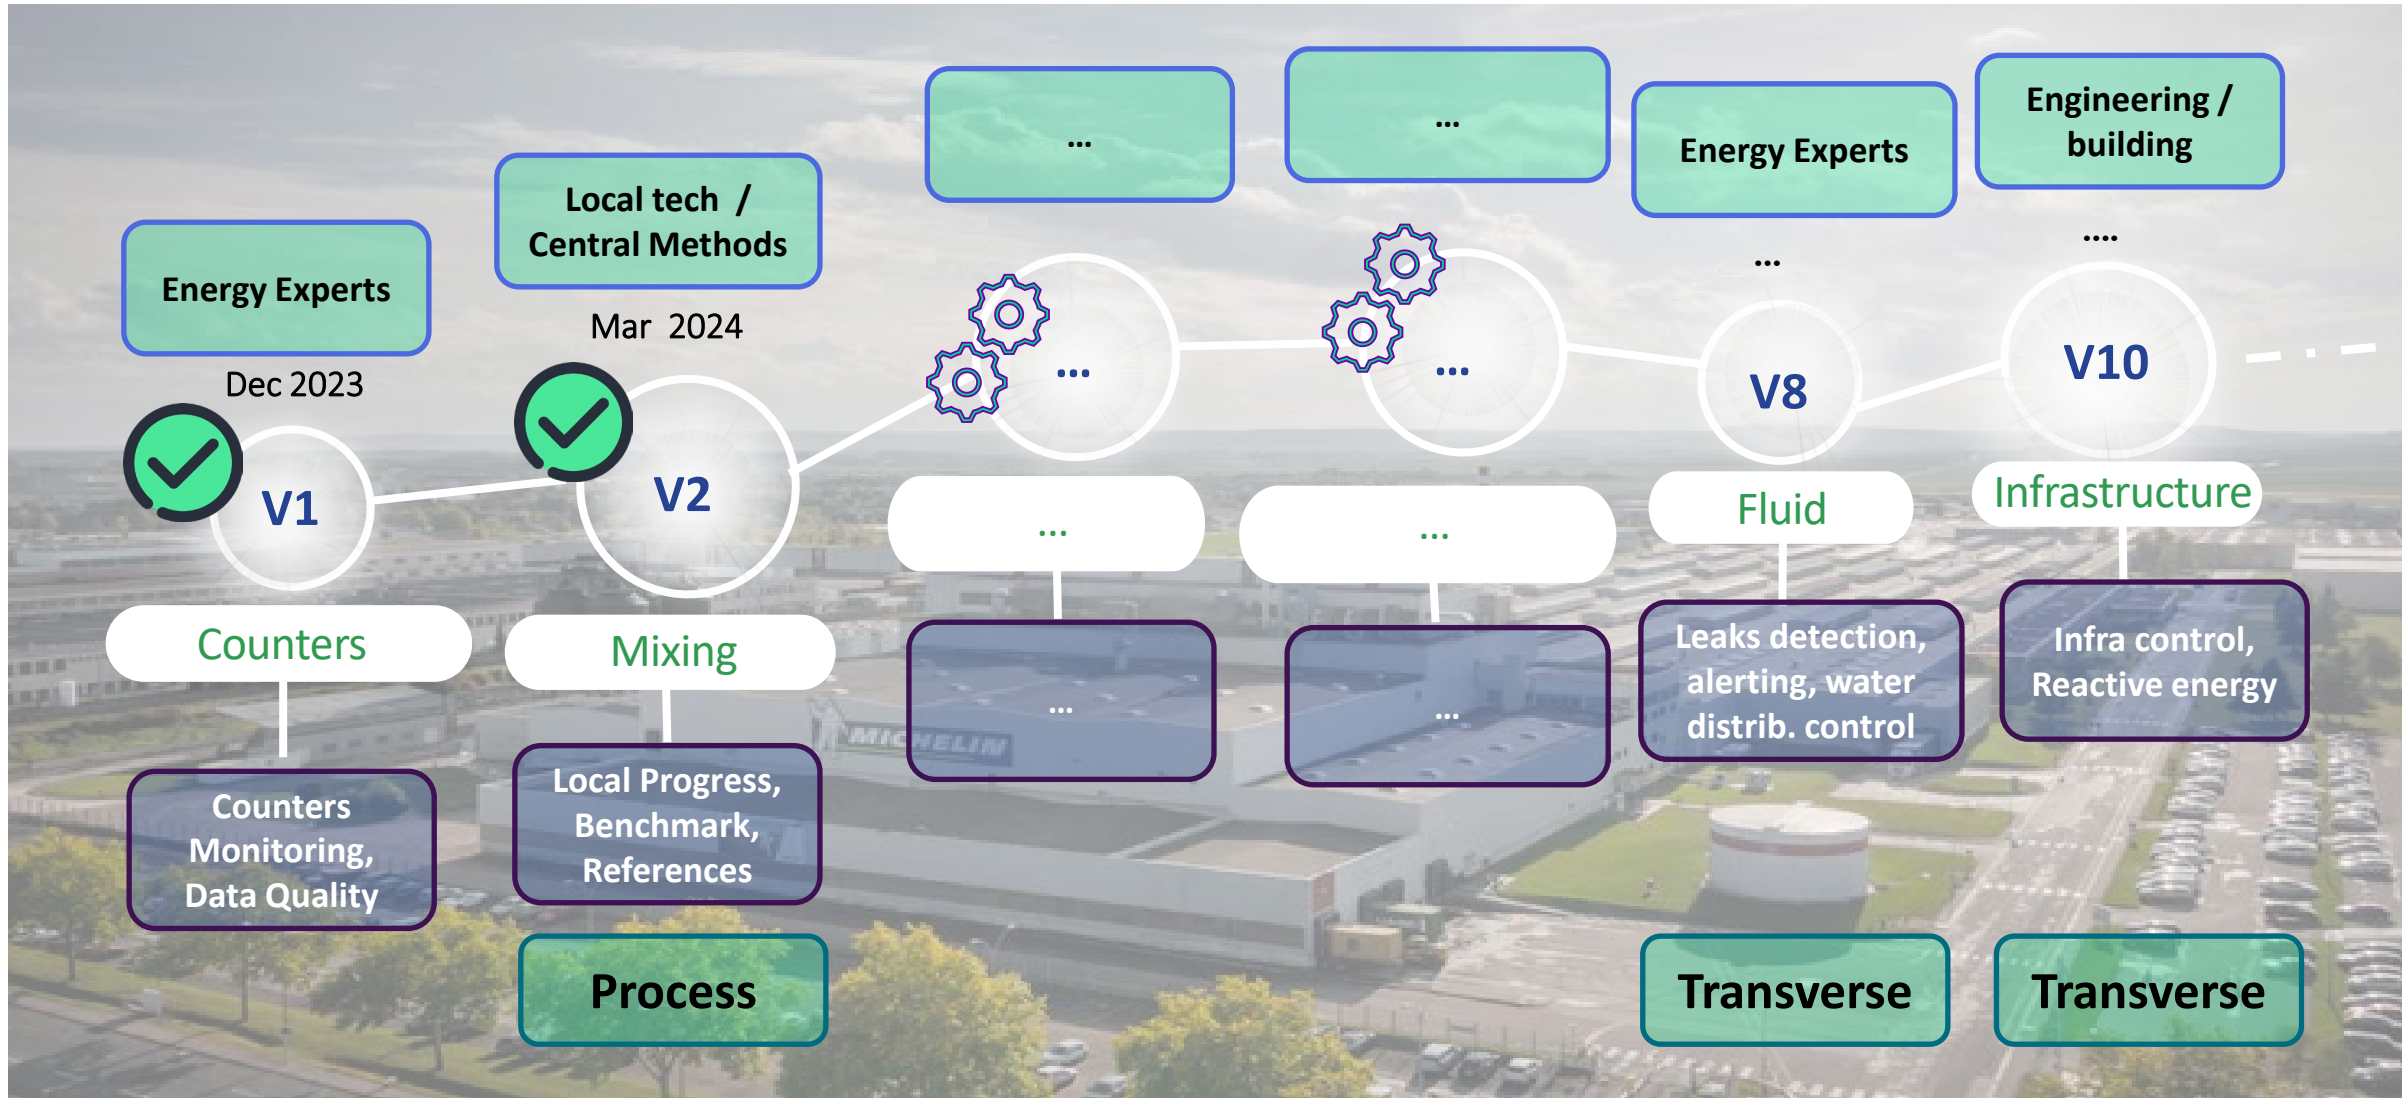 Energy Experts
Dec 2023
V1
Counters
Counters
Monitoring,
Data Quality
Local tech /
Central Methods
Mar 2024
V2
Mixing
Local Progress,
Benchmark,
References
Process
...
...
...
...
...
...
...
...
Energy Experts
...
V8
Fluid
Leaks detection,
alerting, water
distrib. control
Transverse
Engineering /
building
....
V10
Infrastructure
Infra control,
Reactive energy
Transverse
MICHELIN